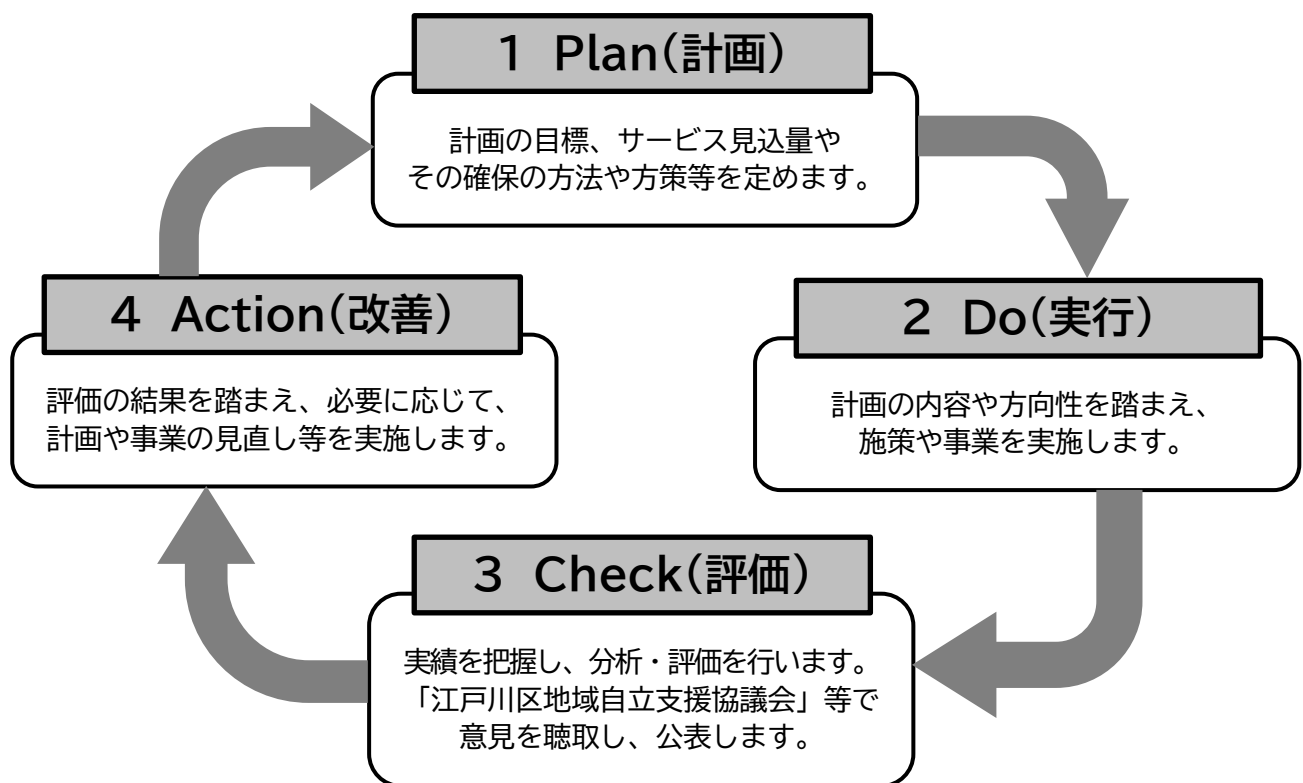 1 Plan(計画)
計画の目標、サービス見込量や
その確保の方法や方策等を定めます。
2 Do(実行)
計画の内容や方向性を踏まえ、
施策や事業を実施します。
3 Check(評価)
実績を把握し、分析・評価を行います。
「江戸川区地域自立支援協議会」等で
意見を聴取し、公表します。
4 Action(改善)
評価の結果を踏まえ、必要に応じて、
計画や事業の見直し等を実施します。